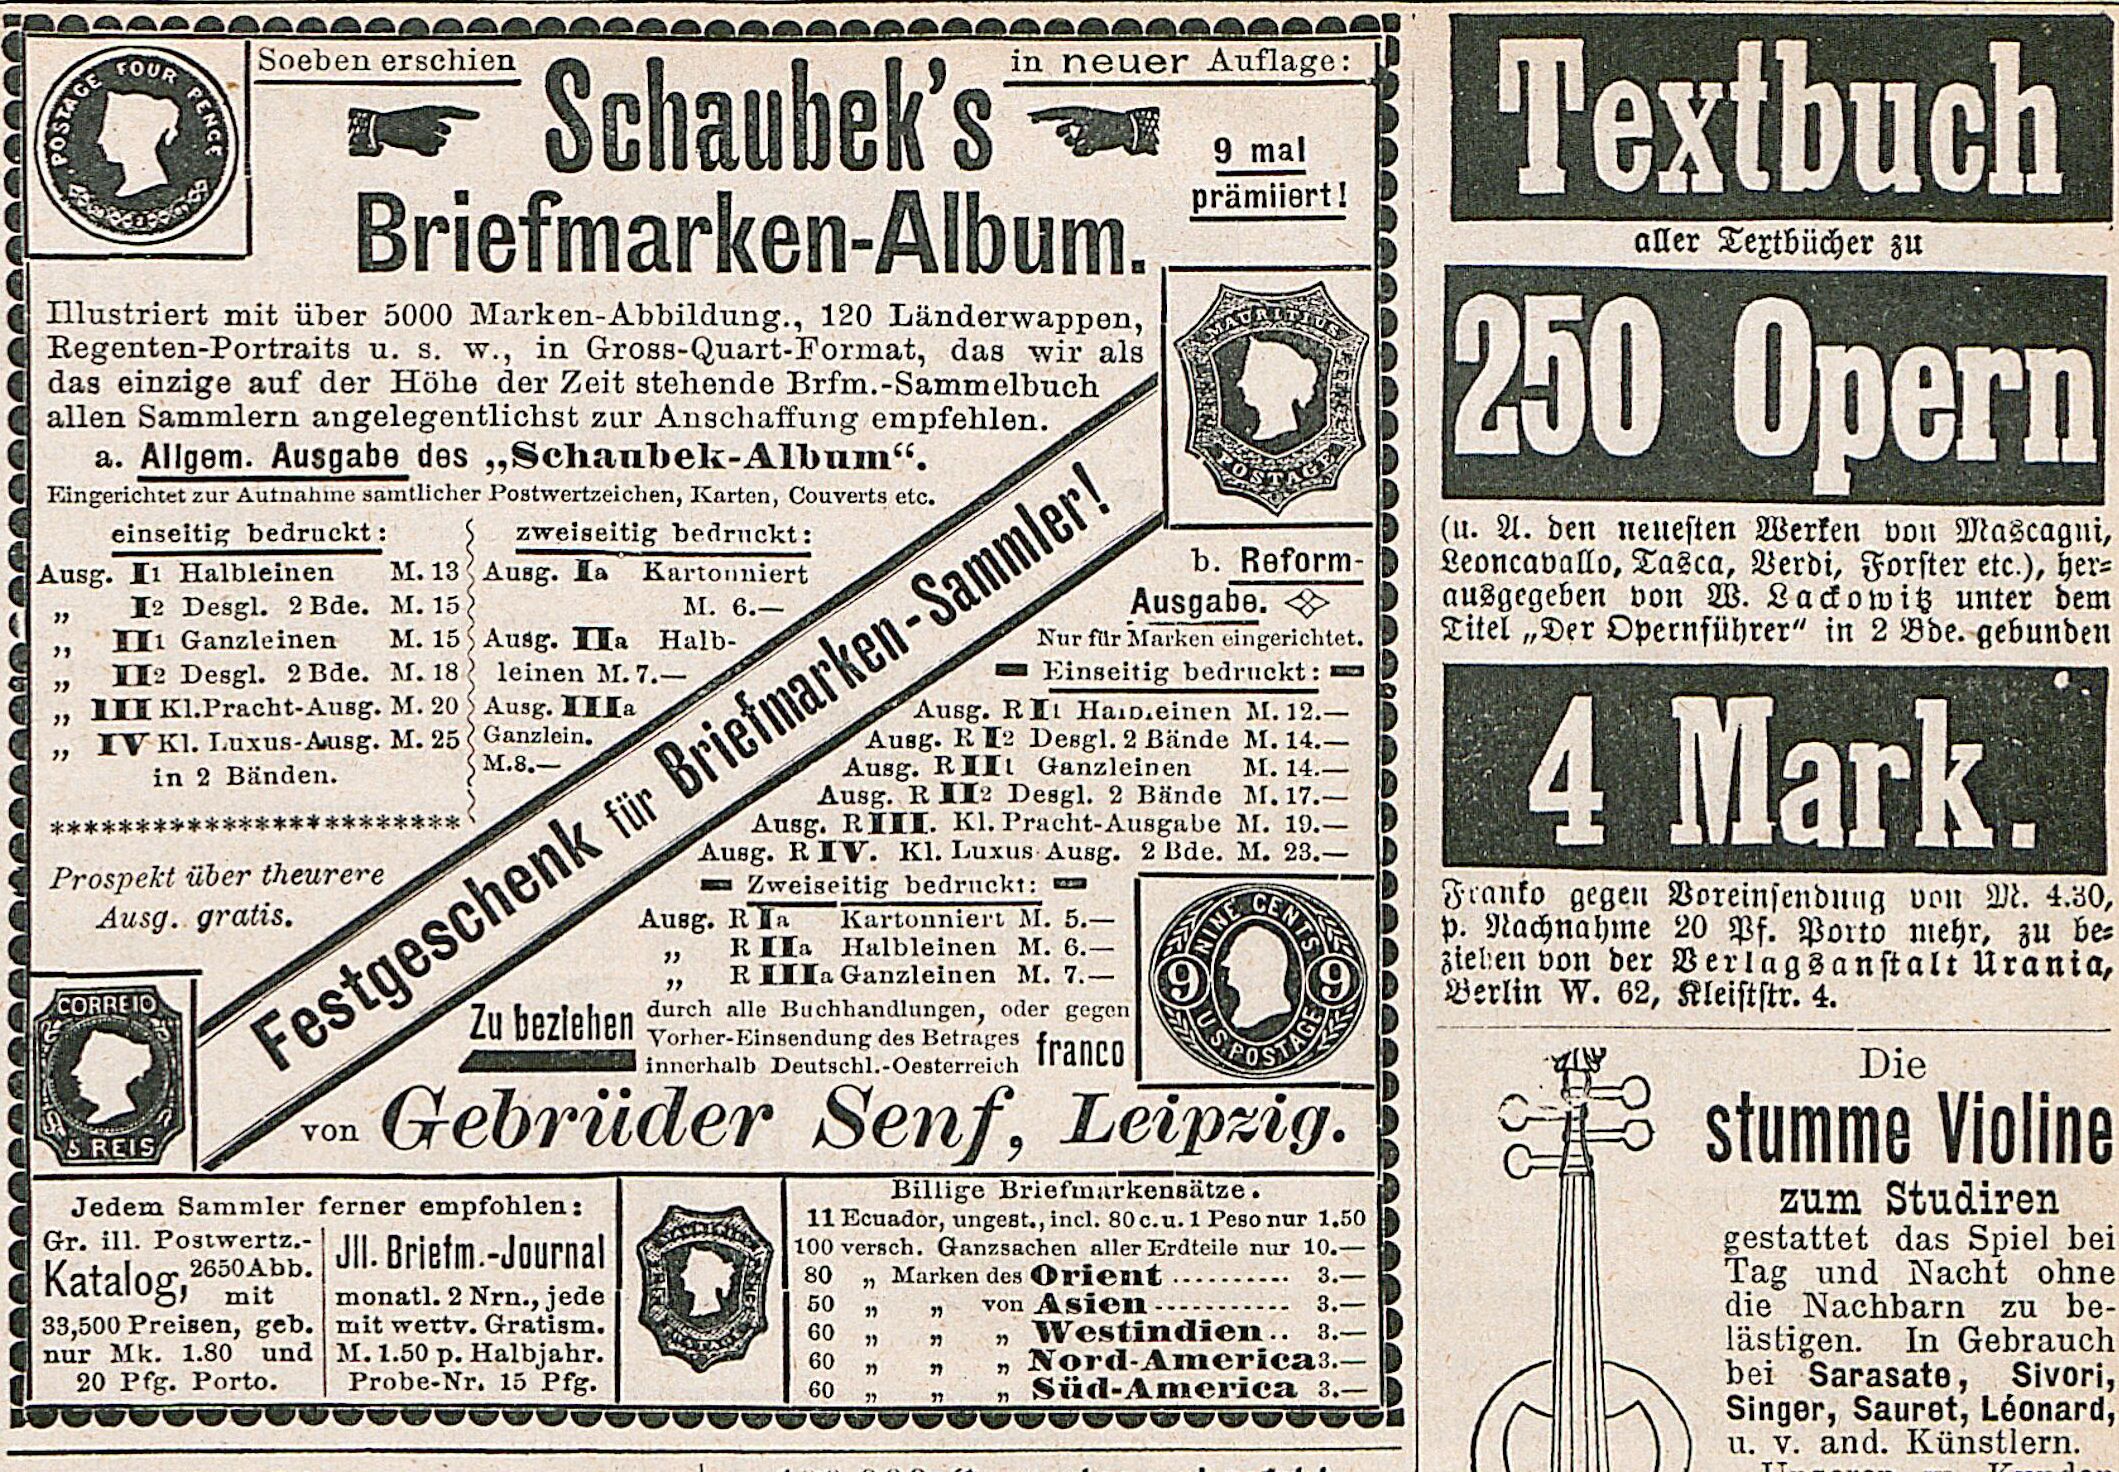 POSTAGE FOUR PENCE
Soeben erschien in neuer Auflage:
Schaubek's
9 mal
prämiiert!
Briefmarken-Album.
Illustriert mit über 5000 Marken-Abbildung., 120 Länderwappen,
Regenten-Portraits u. s. w., in Gross-Quart-Format, das wir als
das einzige auf der Höhe der Zeit stehende Brfm.-Sammelbuch
allen Sammlern angelegentlichst zur Anschaffung empfehlen.
MAURITIUS
POSTAGE
a. Allgem. Ausgabe des „Schaubek-Album“.
Eingerichtet zur Aufnahme samtlicher Postwertzeichen, Karten, Couverts etc.
einseitig bedruckt:
Ausg. I1 Halbleinen M. 13
„ I2 Desgl. 2 Bde. M. 15
„ II1 Ganzleinen M. 15
„ II2 Desgl. 2 Bde. M. 18
„ III Kl. Pracht-Ausg. M. 20
„ IV Kl. Luxus-Ausg. M. 25
in 2 Bänden.
************************
Prospekt über theurere
Ausg. gratis.
zweiseitig bedruckt:
Ausg. Ia Kartonniert
M. 6.—
Ausg. IIa Halb-
leinen M. 7.—
Ausg. IIIa
Ganzlein.
M. 8.—
Festgeschenk für Briefmarken-Sammler!
b. Reform-
Ausgabe.
Nur für Marken eingerichtet.
Einseitig bedruckt:
Ausg. R I1 Halbleinen M. 12.—
Ausg. R I2 Desgl. 2 Bände M. 14.—
Ausg. R II1 Ganzleinen M. 14.—
Ausg. R II2 Desgl. 2 Bände M. 17.—
Ausg. R III. Kl. Pracht-Ausgabe M. 19.—
Ausg. R IV. Kl. Luxus-Ausg. 2 Bde. M. 23.—
Zweiseitig bedruckt:
Ausg. R Ia Kartonniert M. 5.—
„ R IIa Halbleinen M. 6.—
„ R IIIa Ganzleinen M. 7.—
NINE CENTS
9 9
U.S. POSTAGE
CORREIO
5 REIS
Zu beziehen
durch alle Buchhandlungen, oder gegen
Vorher-Einsendung des Betrages
innerhalb Deutschl.-Oesterreich
franco
von Gebrüder Senf, Leipzig.
Jedem Sammler ferner empfohlen:
Gr. ill. Postwertz.-
Katalog, 2650 Abb.
mit
33,500 Preisen, geb.
nur Mk. 1.80 und
20 Pfg. Porto.
Jll. Briefm.-Journal
monatl. 2 Nrn., jede
mit wertv. Gratism.
M. 1.50 p. Halbjahr.
Probe-Nr. 15 Pfg.
Billige Briefmarkensätze.
11 Ecuador, ungest., incl. 80 c. u. 1 Peso nur 1.50
100 versch. Ganzsachen aller Erdteile nur 10.—
80 „ Marken des Orient .......... 3.—
50 „ „ von Asien ........... 3.—
60 „ „ „ Westindien.. 3.—
60 „ „ „ Nord-America 3.—
60 „ „ „ Süd-America 3.—
Textbuch
aller Textbücher zu
250 Opern
(u. A. den neuesten Werken von Mascagni,
Leoncavallo, Tasca, Verdi, Forster etc.), her-
ausgegeben von W. Lackowitz unter dem
Titel „Der Opernführer“ in 2 Bde. gebunden
4 Mark.
Franko gegen Voreinsendung von M. 4.30,
p. Nachnahme 20 Pf. Porto mehr, zu be-
ziehen von der Verlagsanstalt Urania,
Berlin W. 62, Kleiststr. 4.
Die
stumme Violine
zum Studiren
gestattet das Spiel bei
Tag und Nacht ohne
die Nachbarn zu be-
lästigen. In Gebrauch
bei Sarasate, Sivori,
Singer, Sauret, Léonard,
u. v. and. Künstlern.